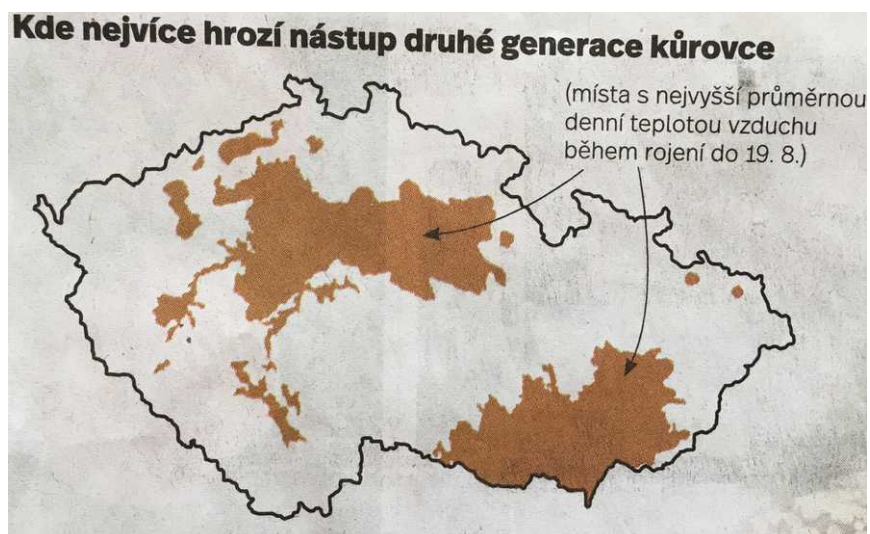 Kde nejvíce hrozí nástup druhé generace kůrovce
(místa s nejvyšší průměrnou
denní teplotou vzduchu
během rojení do 19. 8.)